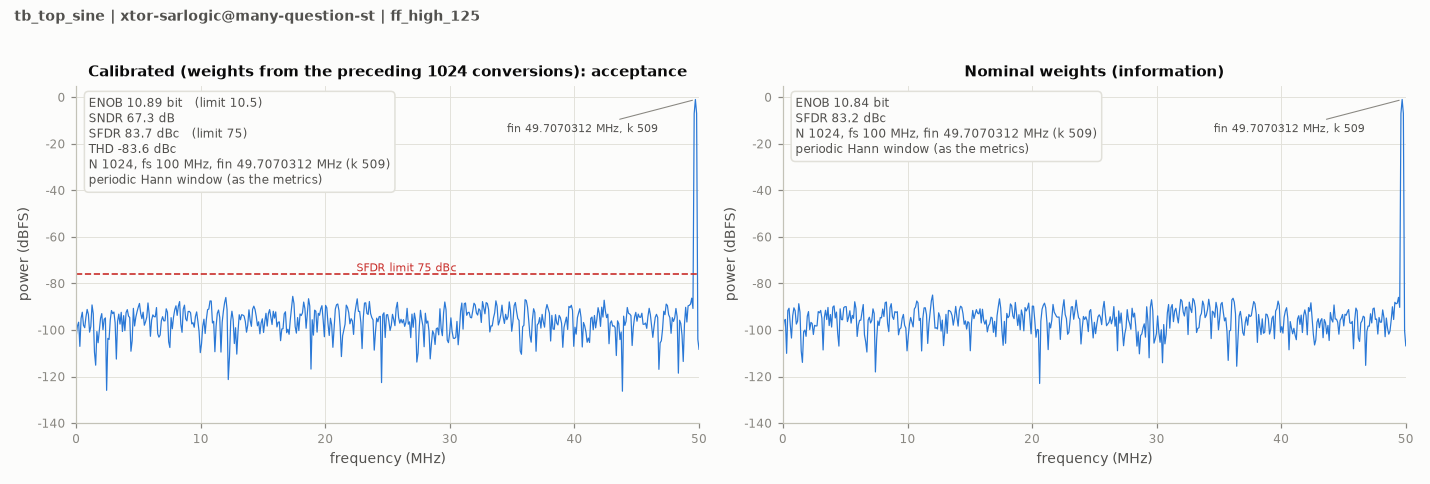 tb_top_sine | xtor-sarlogic@many-question-st | ff_high_125
Calibrated (weights from the preceding 1024 conversions): acceptance
ENOB 10.89 bit (limit 10.5)
SNDR 67.3 dB
SFDR 83.7 dBc (limit 75)
THD -83.6 dBc
N 1024, fs 100 MHz, fin 49.7070312 MHz (k 509)
periodic Hann window (as the metrics)
fin 49.7070312 MHz, k 509
SFDR limit 75 dBc
power (dBFS)
0
-20
-40
-60
-80
-100
-120
-140
0 10 20 30 40 50
frequency (MHz)
Nominal weights (information)
ENOB 10.84 bit
SFDR 83.2 dBc
N 1024, fs 100 MHz, fin 49.7070312 MHz (k 509)
periodic Hann window (as the metrics)
fin 49.7070312 MHz, k 509
power (dBFS)
0
-20
-40
-60
-80
-100
-120
-140
0 10 20 30 40 50
frequency (MHz)